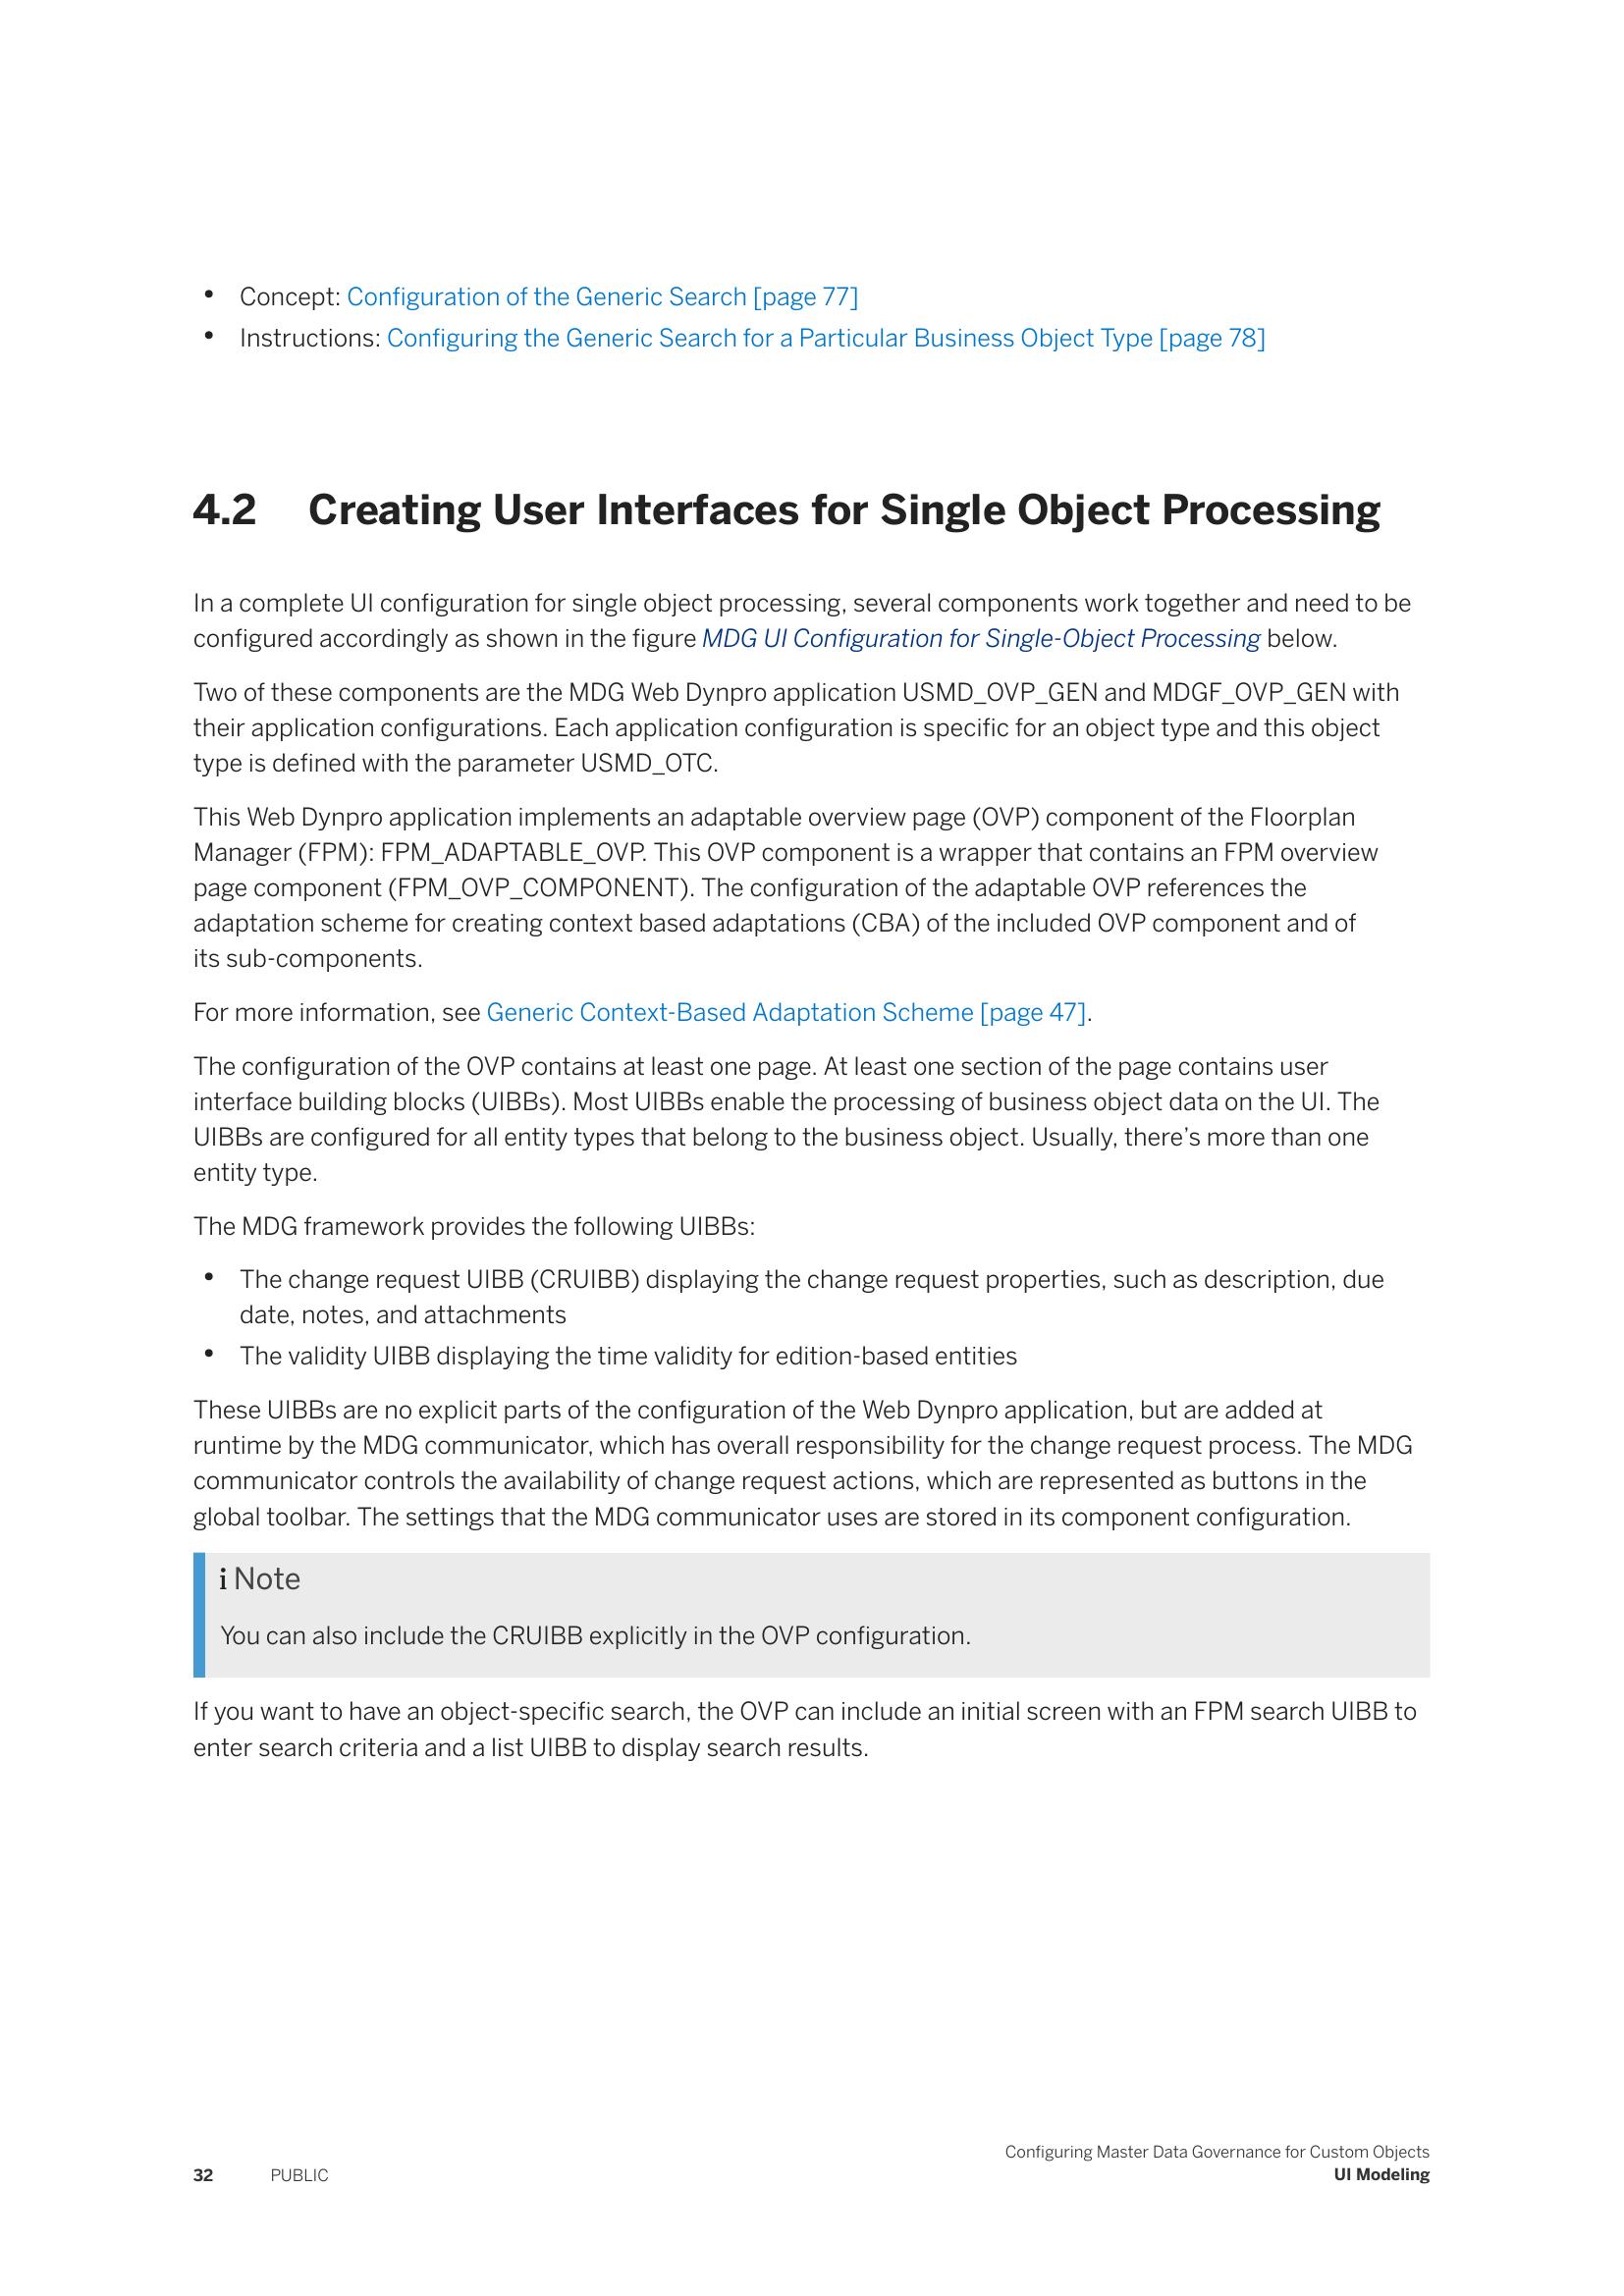 • Concept: Configuration of the Generic Search [page 77]
• Instructions: Configuring the Generic Search for a Particular Business Object Type [page 78]
4.2 Creating User Interfaces for Single Object Processing
In a complete UI configuration for single object processing, several components work together and need to be
configured accordingly as shown in the figure MDG UI Configuration for Single-Object Processing below.
Two of these components are the MDG Web Dynpro application USMD_OVP_GEN and MDGF_OVP_GEN with
their application configurations. Each application configuration is specific for an object type and this object
type is defined with the parameter USMD_OTC.
This Web Dynpro application implements an adaptable overview page (OVP) component of the Floorplan
Manager (FPM): FPM_ADAPTABLE_OVP. This OVP component is a wrapper that contains an FPM overview
page component (FPM_OVP_COMPONENT). The configuration of the adaptable OVP references the
adaptation scheme for creating context based adaptations (CBA) of the included OVP component and of
its sub-components.
For more information, see Generic Context-Based Adaptation Scheme [page 47].
The configuration of the OVP contains at least one page. At least one section of the page contains user
interface building blocks (UIBBs). Most UIBBs enable the processing of business object data on the UI. The
UIBBs are configured for all entity types that belong to the business object. Usually, there's more than one
entity type.
The MDG framework provides the following UIBBs:
• The change request UIBB (CRUIBB) displaying the change request properties, such as description, due
date, notes, and attachments
• The validity UIBB displaying the time validity for edition-based entities
These UIBBs are no explicit parts of the configuration of the Web Dynpro application, but are added at
runtime by the MDG communicator, which has overall responsibility for the change request process. The MDG
communicator controls the availability of change request actions, which are represented as buttons in the
global toolbar. The settings that the MDG communicator uses are stored in its component configuration.
i Note
You can also include the CRUIBB explicitly in the OVP configuration.
If you want to have an object-specific search, the OVP can include an initial screen with an FPM search UIBB to
enter search criteria and a list UIBB to display search results.
Configuring Master Data Governance for Custom Objects
32 PUBLIC UI Modeling